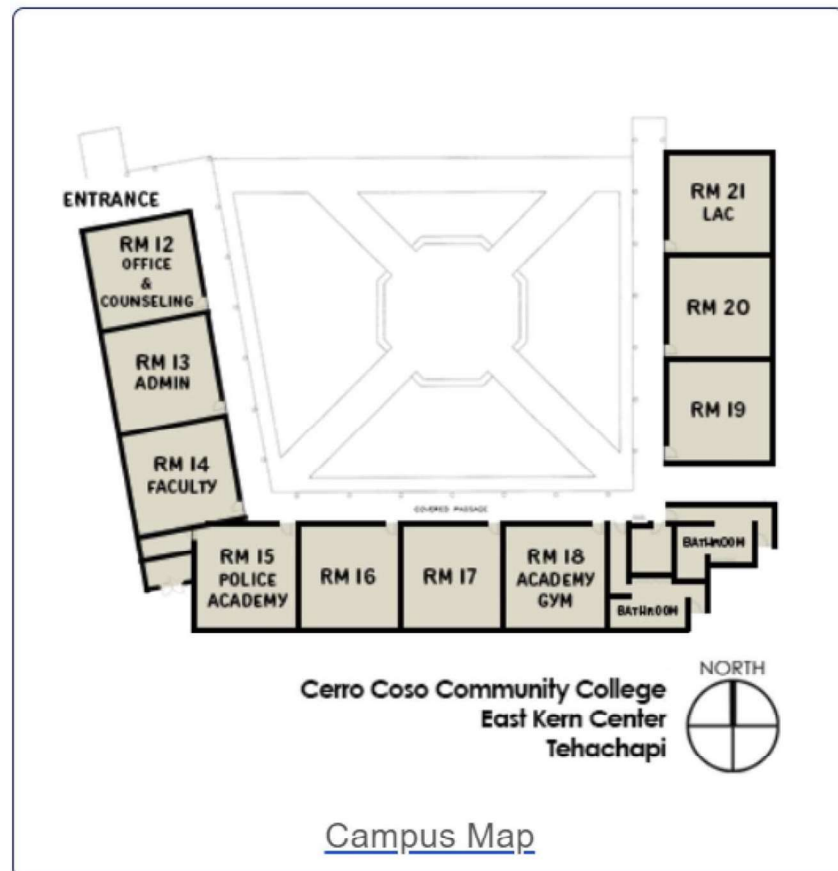 ENTRANCE
RM 12
OFFICE
&
COUNSELING
RM 13
ADMIN
RM 14
FACULTY
RM 15
POLICE
ACADEMY
RM 16
RM 17
RM 18
ACADEMY
GYM
BATHROOM
BATHROOM
RM 19
RM 20
RM 21
LAC
COVERED PASSAGE
NORTH
Cerro Coso Community College
East Kern Center
Tehachapi
Campus Map